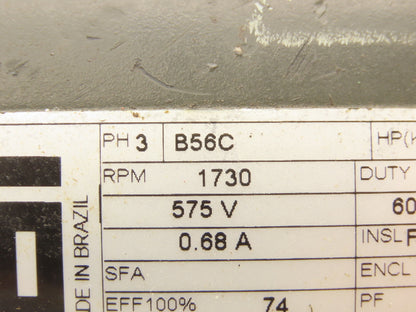 PH 3 B56C HP(
RPM 1730 DUTY
575 V 60
0.68 A INSL F
SFA ENCL
EFF100% 74 PF
DE IN BRAZIL